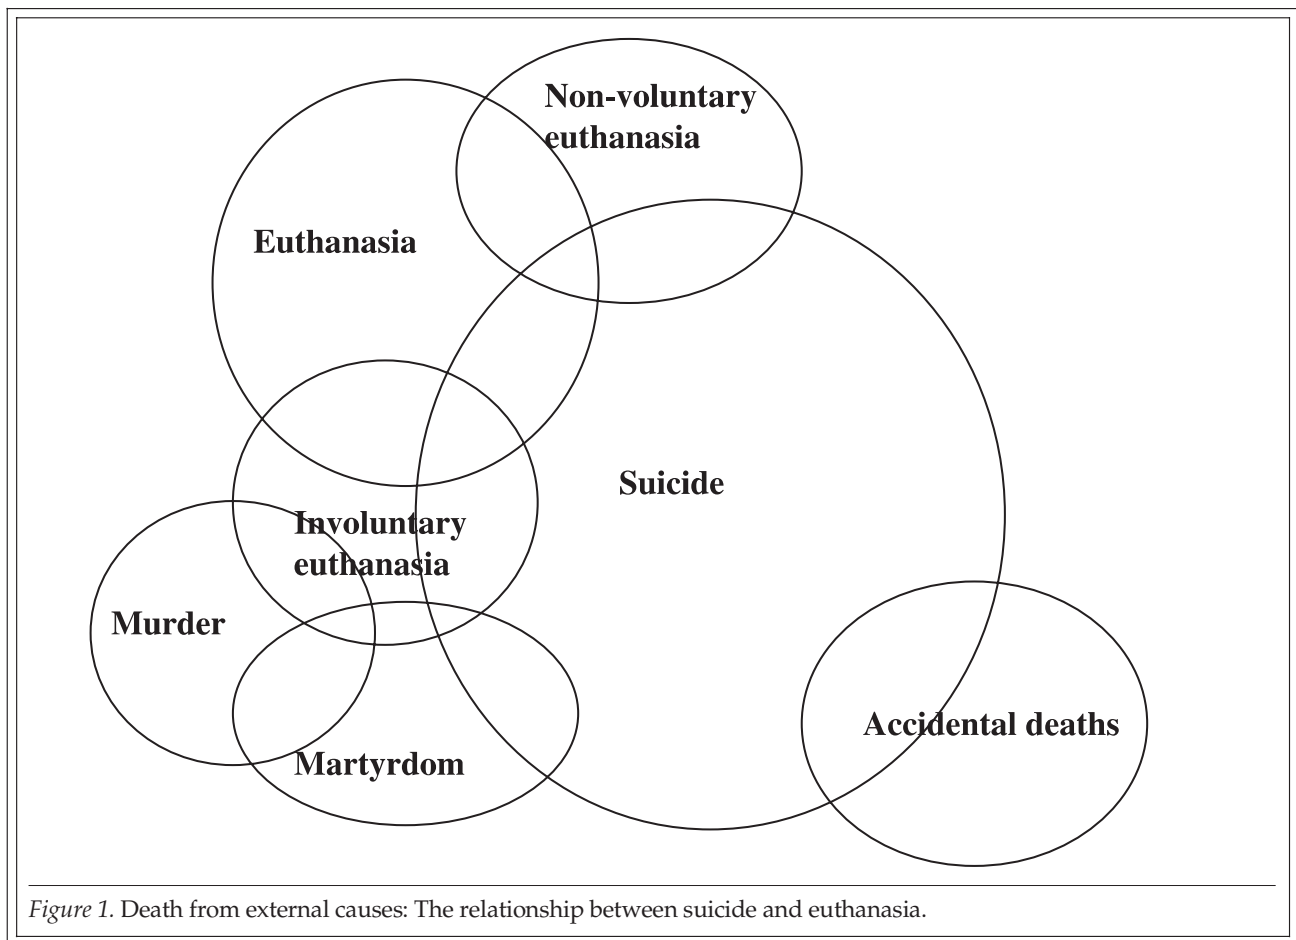 Non-voluntary
euthanasia
Euthanasia
Suicide
Involuntary
euthanasia
Murder
Accidental deaths
Martyrdom
Figure 1. Death from external causes: The relationship between suicide and euthanasia.